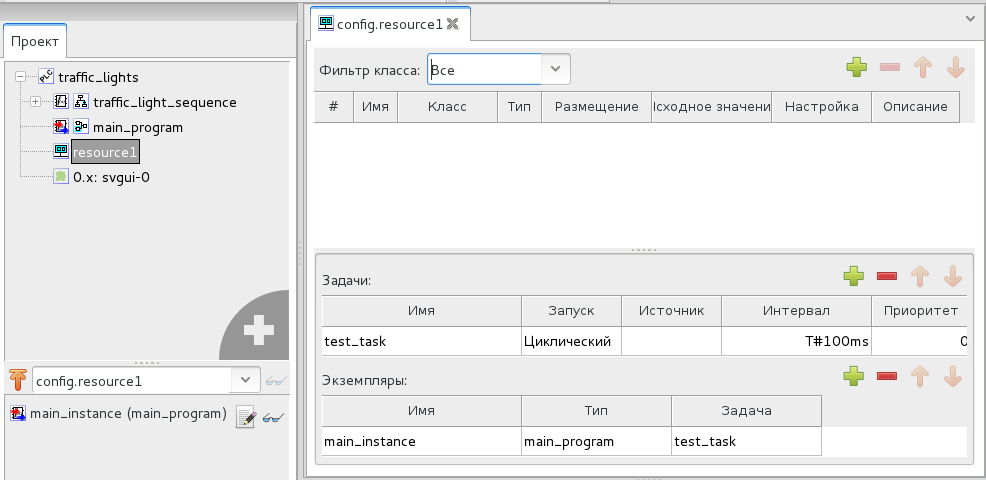 Проект
traffic_lights
traffic_light_sequence
main_program
resource1
0.x: svgui-0
config.resource1
main_instance (main_program)
config.resource1
Фильтр класса: Все
# Имя Класс Тип Размещение Исходное значени Настройка Описание
Задачи:
Имя Запуск Источник Интервал Приоритет
test_task Циклический T#100ms 0
Экземпляры:
Имя Тип Задача
main_instance main_program test_task